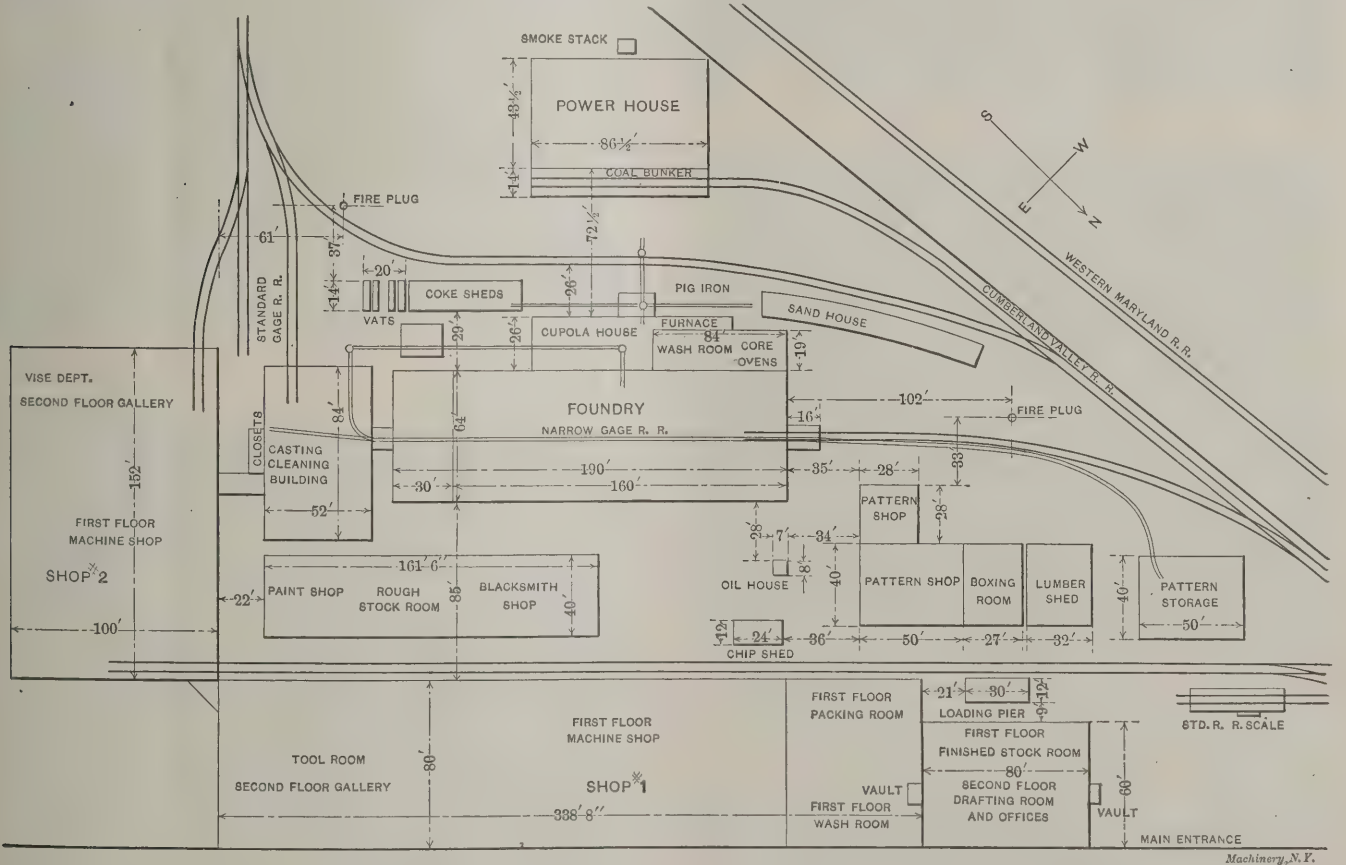 SMOKE STACK
POWER HOUSE
43½'
86½'
COAL BUNKER
14'
72½'
S
W
E
N
WESTERN MARYLAND R. R.
CUMBERLAND VALLEY R. R.
FIRE PLUG
61'
37'
20'
14'
STANDARD
GAGE R. R.
VATS
COKE SHEDS
26'
PIG IRON
SAND HOUSE
29'
26'
CUPOLA HOUSE
FURNACE
84'
WASH ROOM
CORE
OVENS
19'
VISE DEPT.
SECOND FLOOR GALLERY
152'
FIRST FLOOR
MACHINE SHOP
SHOP #2
100'
CLOSETS
84'
CASTING
CLEANING
BUILDING
52'
64'
FOUNDRY
NARROW GAGE R. R.
190'
30'
160'
16'
102'
FIRE PLUG
33'
35'
28'
PATTERN
SHOP
28'
28'
7'
34'
8'
OIL HOUSE
40'
PATTERN SHOP
BOXING
ROOM
LUMBER
SHED
40'
PATTERN
STORAGE
50'
161' 6"
PAINT SHOP
ROUGH
STOCK ROOM
BLACKSMITH
SHOP
40'
85'
22'
12'
24'
CHIP SHED
36'
50'
27'
32'
TOOL ROOM
SECOND FLOOR GALLERY
80'
FIRST FLOOR
MACHINE SHOP
SHOP #1
338' 8"
FIRST FLOOR
PACKING ROOM
VAULT
FIRST FLOOR
WASH ROOM
21'
30'
12'
9'
LOADING PIER
FIRST FLOOR
FINISHED STOCK ROOM
80'
SECOND FLOOR
DRAFTING ROOM
AND OFFICES
60'
VAULT
STD. R. R. SCALE
MAIN ENTRANCE
Machinery, N. Y.